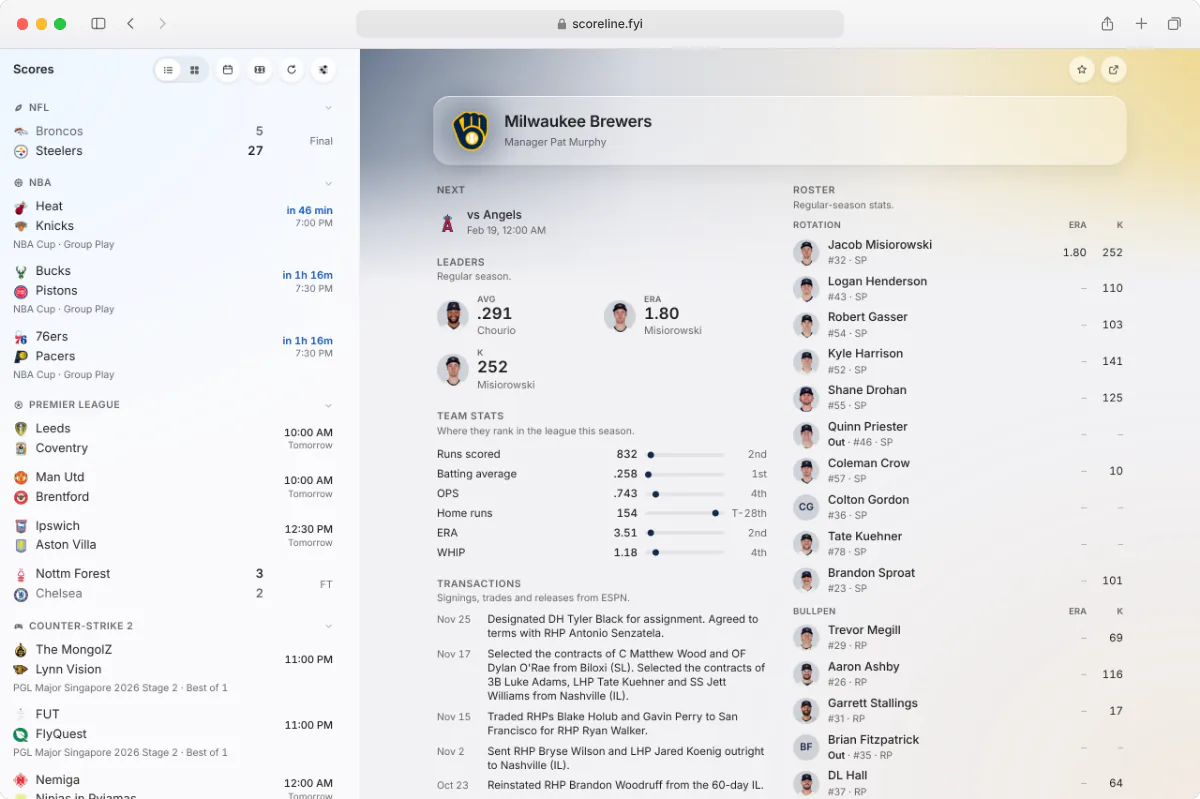 scoreline.fyi
Scores
NFL
Broncos 5
Steelers 27
Final
NBA
Heat
Knicks
in 46 min
7:00 PM
NBA Cup · Group Play
Bucks
Pistons
in 1h 16m
7:30 PM
NBA Cup · Group Play
76ers
Pacers
in 1h 16m
7:30 PM
NBA Cup · Group Play
PREMIER LEAGUE
Leeds
Coventry
10:00 AM
Tomorrow
Man Utd
Brentford
10:00 AM
Tomorrow
Ipswich
Aston Villa
12:30 PM
Tomorrow
Nottm Forest 3
Chelsea 2
FT
COUNTER-STRIKE 2
The MongolZ
Lynn Vision
11:00 PM
PGL Major Singapore 2026 Stage 2 · Best of 1
FUT
FlyQuest
11:00 PM
PGL Major Singapore 2026 Stage 2 · Best of 1
Nemiga
Ninjas in Pyjamas
12:00 AM
Tomorrow
Milwaukee Brewers
Manager Pat Murphy
NEXT
vs Angels
Feb 19, 12:00 AM
LEADERS
Regular season.
AVG
.291
Chourio
ERA
1.80
Misiorowski
K
252
Misiorowski
TEAM STATS
Where they rank in the league this season.
Runs scored 832 2nd
Batting average .258 1st
OPS .743 4th
Home runs 154 T-28th
ERA 3.51 2nd
WHIP 1.18 4th
TRANSACTIONS
Signings, trades and releases from ESPN.
Nov 25 Designated DH Tyler Black for assignment. Agreed to
terms with RHP Antonio Senzatela.
Nov 17 Selected the contracts of C Matthew Wood and OF
Dylan O'Rae from Biloxi (SL). Selected the contracts of
3B Luke Adams, LHP Tate Kuehner and SS Jett
Williams from Nashville (IL).
Nov 15 Traded RHPs Blake Holub and Gavin Perry to San
Francisco for RHP Ryan Walker.
Nov 2 Sent RHP Bryse Wilson and LHP Jared Koenig outright
to Nashville (IL).
Oct 23 Reinstated RHP Brandon Woodruff from the 60-day IL.
ROSTER
Regular-season stats.
ROTATION ERA K
Jacob Misiorowski
#32 · SP
1.80 252
Logan Henderson
#43 · SP
– 110
Robert Gasser
#54 · SP
– 103
Kyle Harrison
#52 · SP
– 141
Shane Drohan
#55 · SP
– 125
Quinn Priester
Out · #46 · SP
– –
Coleman Crow
#57 · SP
– 10
CG
Colton Gordon
#36 · SP
– –
Tate Kuehner
#78 · SP
– –
Brandon Sproat
#23 · SP
– 101
BULLPEN ERA K
Trevor Megill
#29 · RP
– 69
Aaron Ashby
#26 · RP
– 116
Garrett Stallings
#31 · RP
– 17
BF
Brian Fitzpatrick
Out · #35 · RP
– –
DL Hall
#37 · RP
– 64